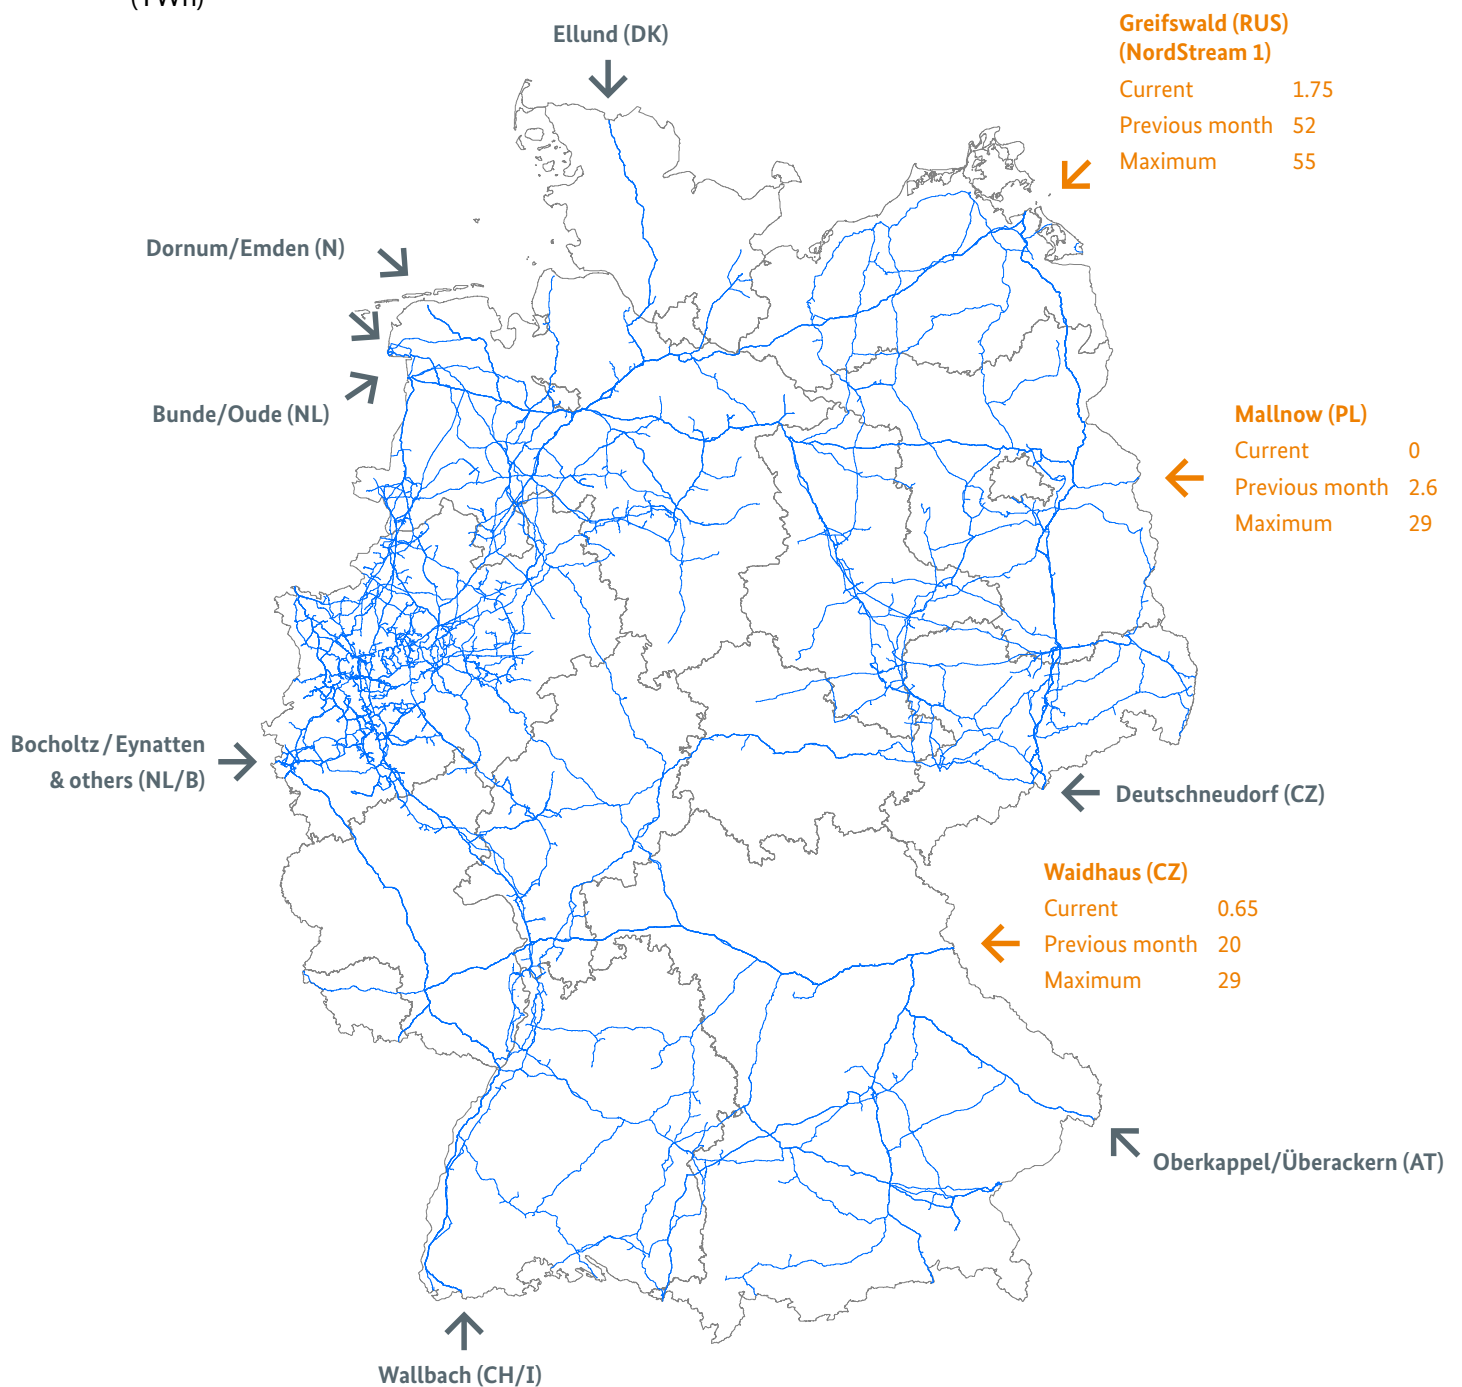 (TWh)
Ellund (DK)
Greifswald (RUS)
(NordStream 1)
Current 1.75
Previous month 52
Maximum 55
Dornum/Emden (N)
Bunde/Oude (NL)
Mallnow (PL)
Current 0
Previous month 2.6
Maximum 29
Bocholtz / Eynatten
& others (NL/B)
Deutschneudorf (CZ)
Waidhaus (CZ)
Current 0.65
Previous month 20
Maximum 29
Oberkappel/Überackern (AT)
Wallbach (CH/I)